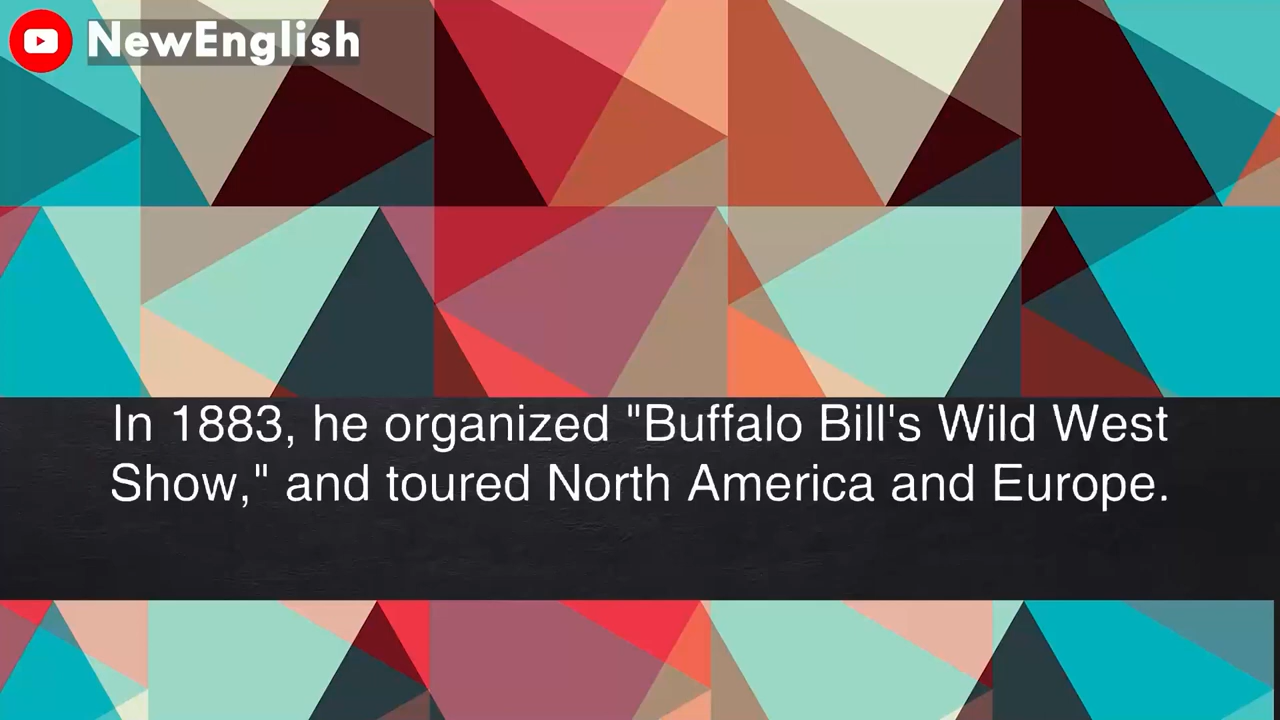 NewEnglish
In 1883, he organized "Buffalo Bill's Wild West
Show," and toured North America and Europe.